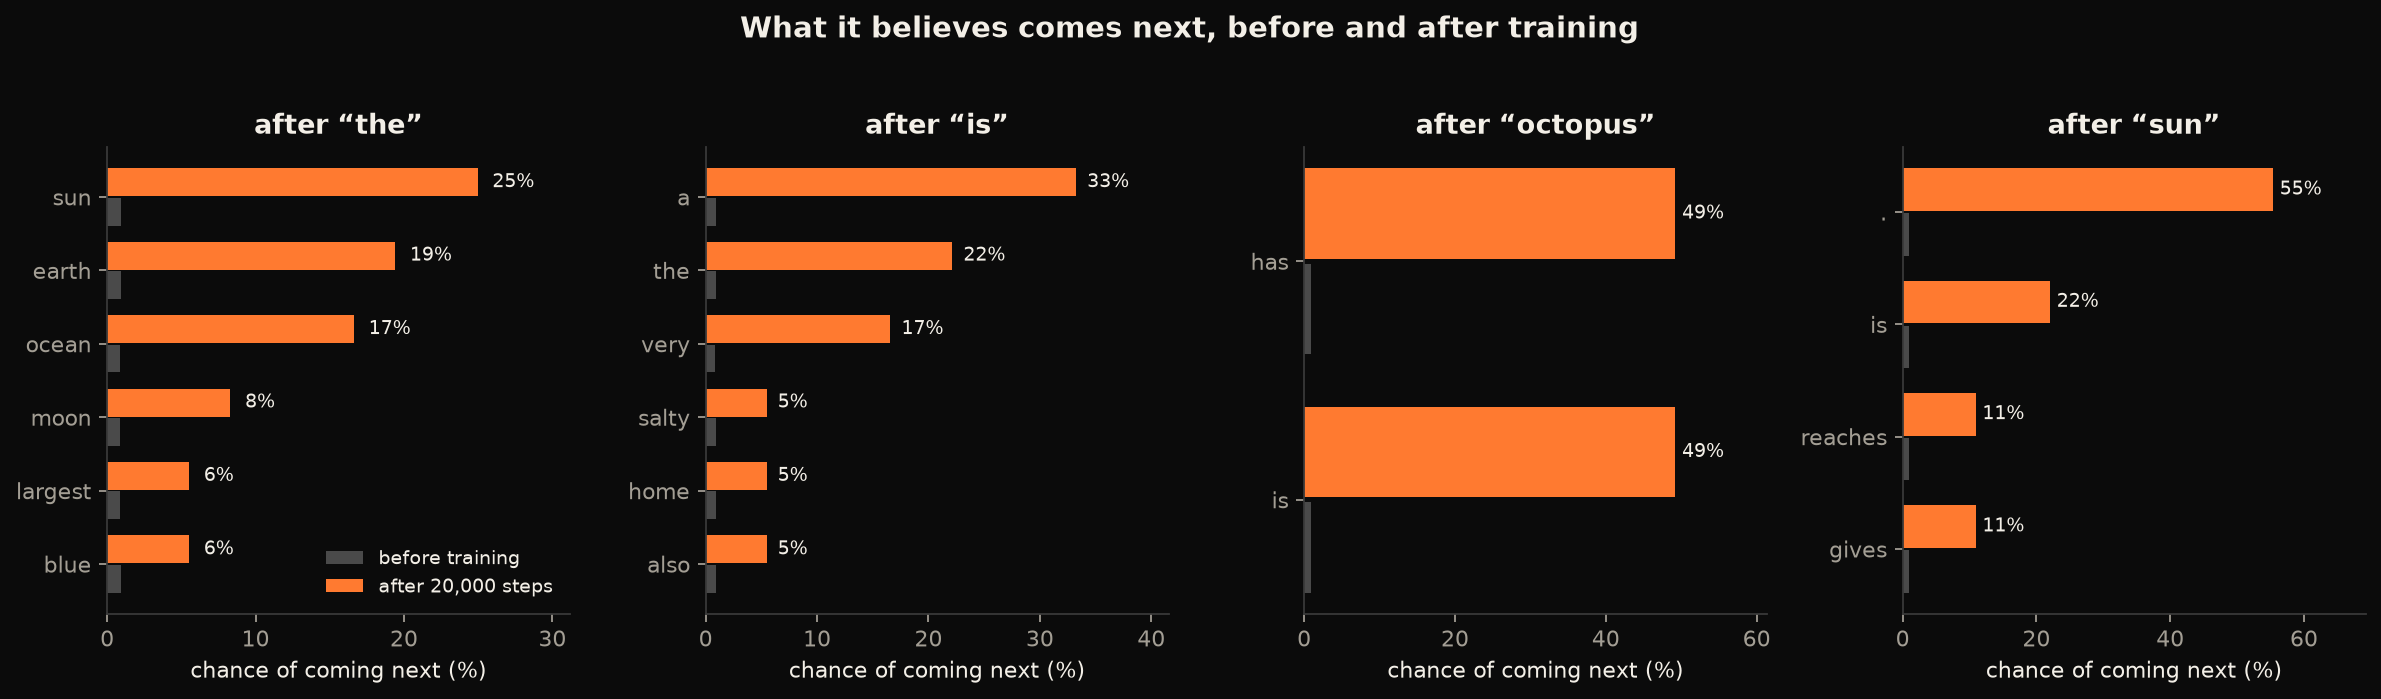 What it believes comes next, before and after training
after “the”
sun
25%
earth
19%
ocean
17%
moon
8%
largest
6%
blue
6%
before training
after 20,000 steps
0 10 20 30
chance of coming next (%)
after “is”
a
33%
the
22%
very
17%
salty
5%
home
5%
also
5%
0 10 20 30 40
chance of coming next (%)
after “octopus”
has
49%
is
49%
0 20 40 60
chance of coming next (%)
after “sun”
.
55%
is
22%
reaches
11%
gives
11%
0 20 40 60
chance of coming next (%)